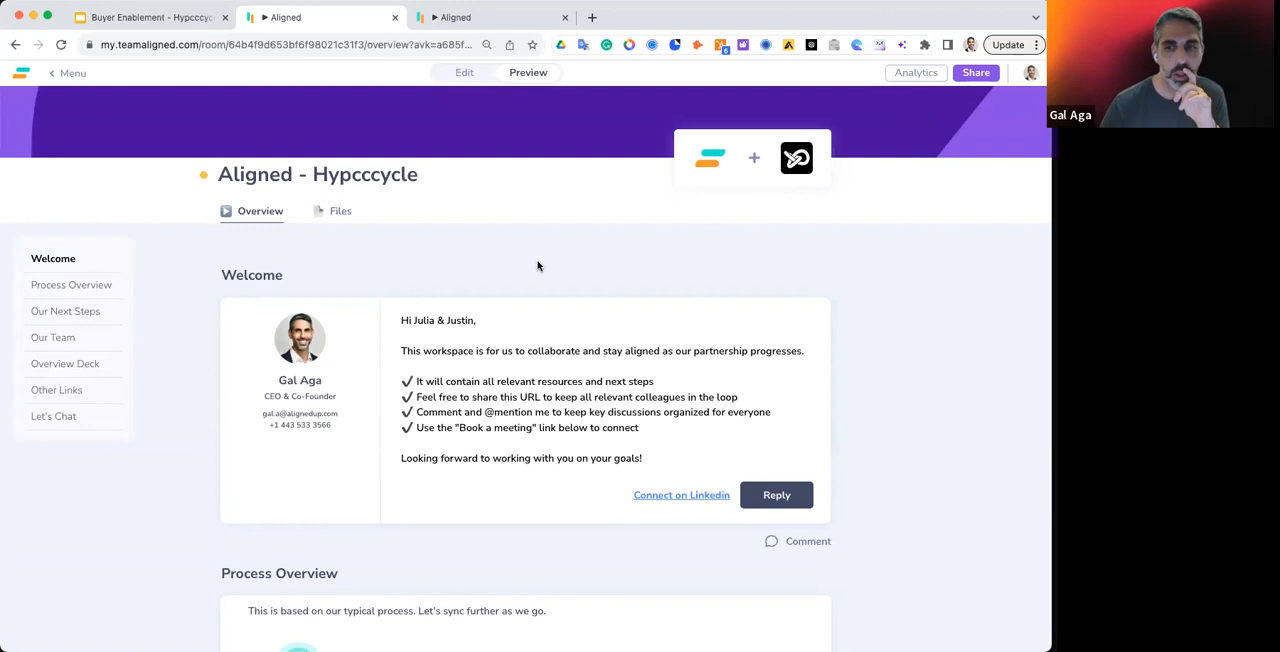 Buyer Enablement - Hypcccyc
Aligned
Aligned
my.teamaligned.com/room/64b4f9d653bf6f98021c31f3/overview?avk=a685f...
6
Update
Menu
Edit
Preview
Analytics
Share
Gal Aga
+
Aligned - Hypcccycle
Overview
Files
Welcome
Process Overview
Our Next Steps
Our Team
Overview Deck
Other Links
Let's Chat
Welcome
Gal Aga
CEO & Co-Founder
gal.a@alignedup.com
+1 443 533 3566
Hi Julia & Justin,
This workspace is for us to collaborate and stay aligned as our partnership progresses.
✔ It will contain all relevant resources and next steps
✔ Feel free to share this URL to keep all relevant colleagues in the loop
✔ Comment and @mention me to keep key discussions organized for everyone
✔ Use the "Book a meeting" link below to connect
Looking forward to working with you on your goals!
Connect on Linkedin
Reply
Comment
Process Overview
This is based on our typical process. Let's sync further as we go.